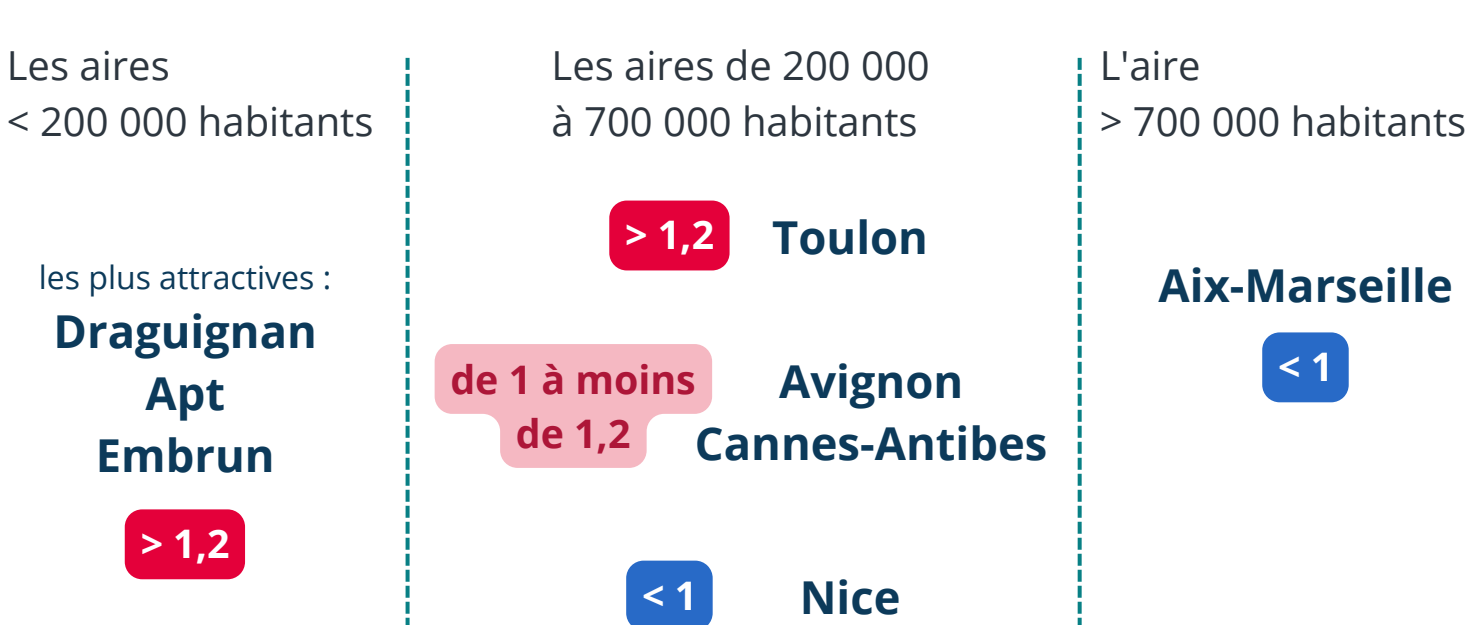 Les aires
< 200 000 habitants
les plus attractives :
Draguignan
Apt
Embrun
> 1,2
Les aires de 200 000
à 700 000 habitants
> 1,2 Toulon
de 1 à moins
de 1,2
Avignon
Cannes-Antibes
< 1 Nice
L'aire
> 700 000 habitants
Aix-Marseille
< 1